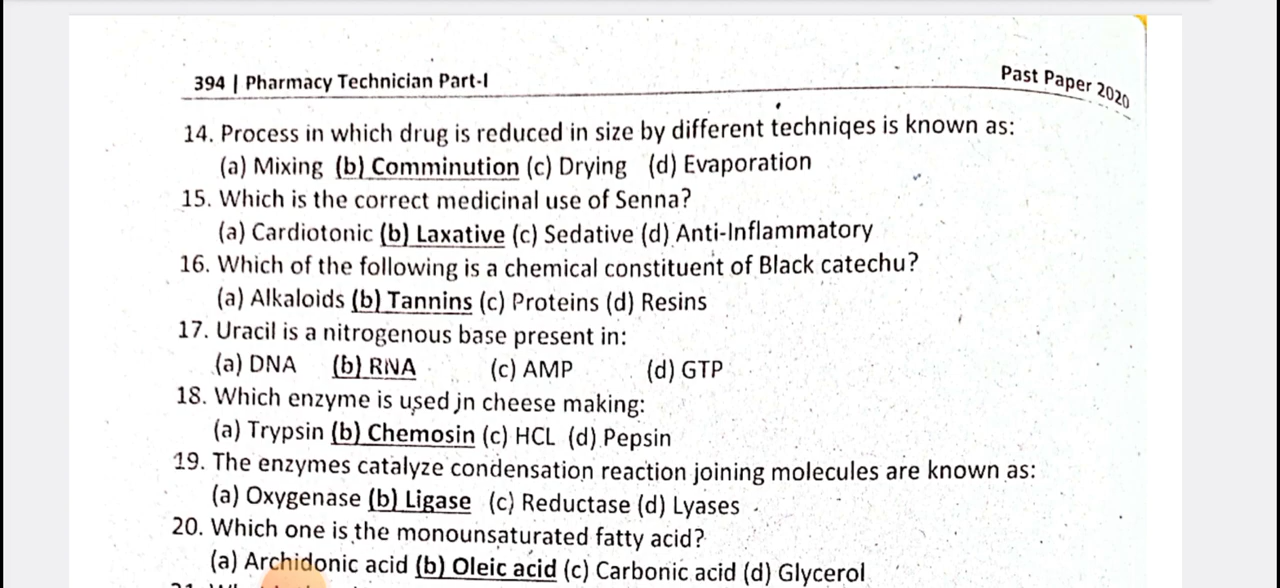 394 | Pharmacy Technician Part-I
Past Paper 2020
14. Process in which drug is reduced in size by different techniqes is known as:
(a) Mixing (b) Comminution (c) Drying (d) Evaporation
15. Which is the correct medicinal use of Senna?
(a) Cardiotonic (b) Laxative (c) Sedative (d) Anti-Inflammatory
16. Which of the following is a chemical constituent of Black catechu?
(a) Alkaloids (b) Tannins (c) Proteins (d) Resins
17. Uracil is a nitrogenous base present in:
(a) DNA (b) RNA (c) AMP (d) GTP
18. Which enzyme is used in cheese making:
(a) Trypsin (b) Chemosin (c) HCL (d) Pepsin
19. The enzymes catalyze condensation reaction joining molecules are known as:
(a) Oxygenase (b) Ligase (c) Reductase (d) Lyases
20. Which one is the monounsaturated fatty acid?
(a) Archidonic acid (b) Oleic acid (c) Carbonic acid (d) Glycerol